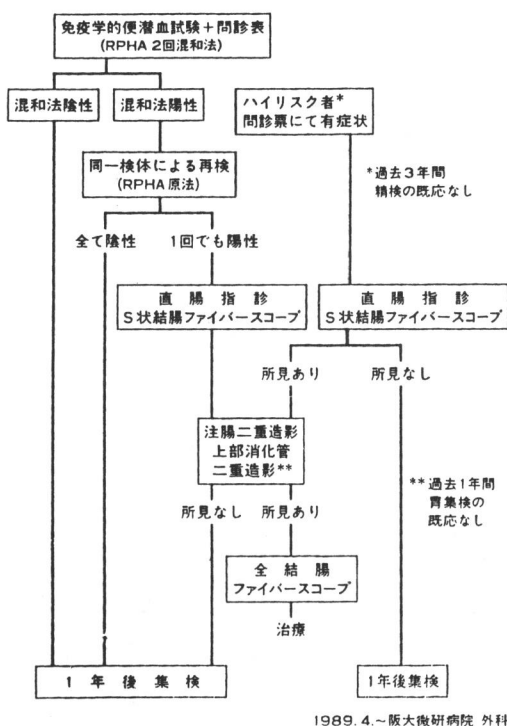 免疫学的便潜血試験＋問診表
(RPHA 2回混和法)
混和法陰性
混和法陽性
ハイリスク者*
問診票にて有症状
同一検体による再検
(RPHA 原法)
*過去3年間
精検の既応なし
全て陰性
1回でも陽性
直腸指診
S状結腸ファイバースコープ
直腸指診
S状結腸ファイバースコープ
所見あり
所見なし
注腸二重造影
上部消化管
二重造影**
**過去1年間
胃集検の
既応なし
所見なし
所見あり
全結腸
ファイバースコープ
治療
1年後集検
1年後集検
1989.4.~阪大微研病院 外科